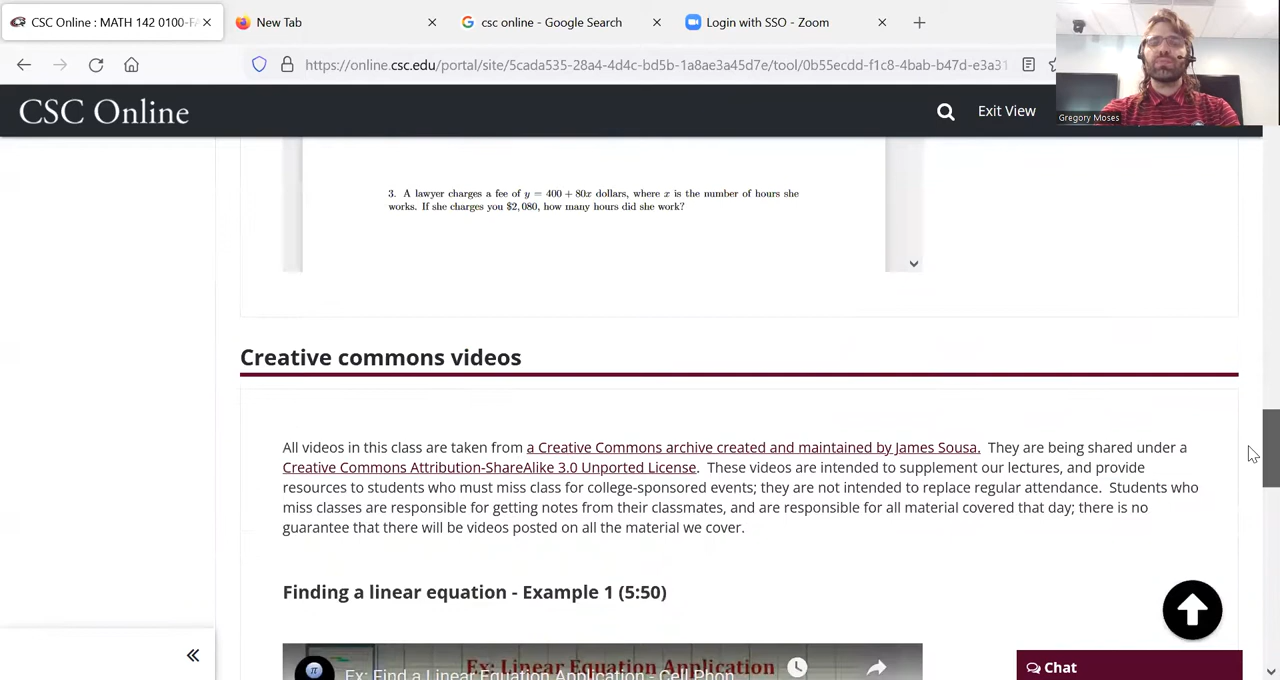 CSC Online : MATH 142 0100-FA
New Tab
csc online - Google Search
Login with SSO - Zoom
https://online.csc.edu/portal/site/5cada535-28a4-4d4c-bd5b-1a8ae3a45d7e/tool/0b55ecdd-f1c8-4bab-b47d-e3a31
Gregory Moses
CSC Online
Exit View
3. A lawyer charges a fee of y = 400 + 80x dollars, where x is the number of hours she
works. If she charges you $2,080, how many hours did she work?
Creative commons videos
All videos in this class are taken from a Creative Commons archive created and maintained by James Sousa. They are being shared under a
Creative Commons Attribution-ShareAlike 3.0 Unported License. These videos are intended to supplement our lectures, and provide
resources to students who must miss class for college-sponsored events; they are not intended to replace regular attendance. Students who
miss classes are responsible for getting notes from their classmates, and are responsible for all material covered that day; there is no
guarantee that there will be videos posted on all the material we cover.
Finding a linear equation - Example 1 (5:50)
Ex: Linear Equation Application
Ex: Find a Linear Equation Application - Cell Phon
Chat